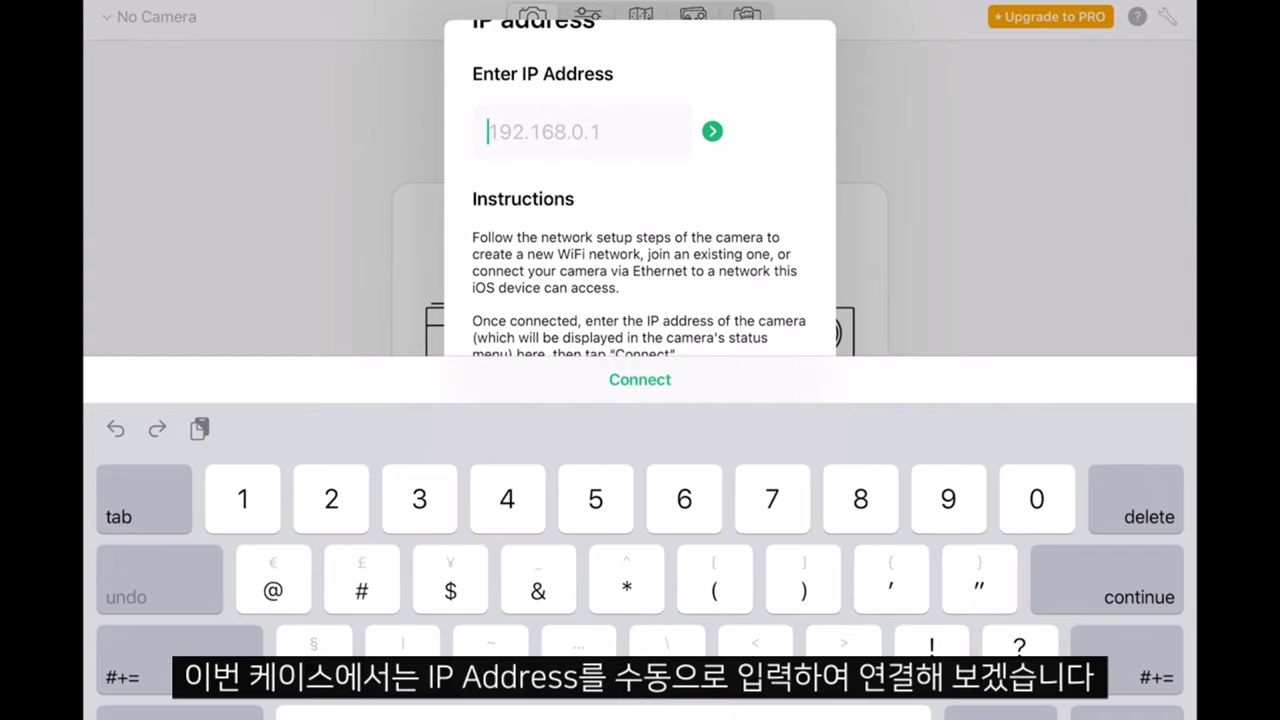 No Camera
Upgrade to PRO
?
IP address
Enter IP Address
192.168.0.1
Instructions
Follow the network setup steps of the camera to
create a new WiFi network, join an existing one, or
connect your camera via Ethernet to a network this
iOS device can access.
Once connected, enter the IP address of the camera
(which will be displayed in the camera's status
menu) here, then tap “Connect”.
Connect
tab 1 2 3 4 5 6 7 8 9 0 delete
€ £ ¥ _ ^ [ ] { }
undo @ # $ & * ( ) ' " continue
§ | ~ … \ < > ! ?
#+= #+=
이번 케이스에서는 IP Address를 수동으로 입력하여 연결해 보겠습니다